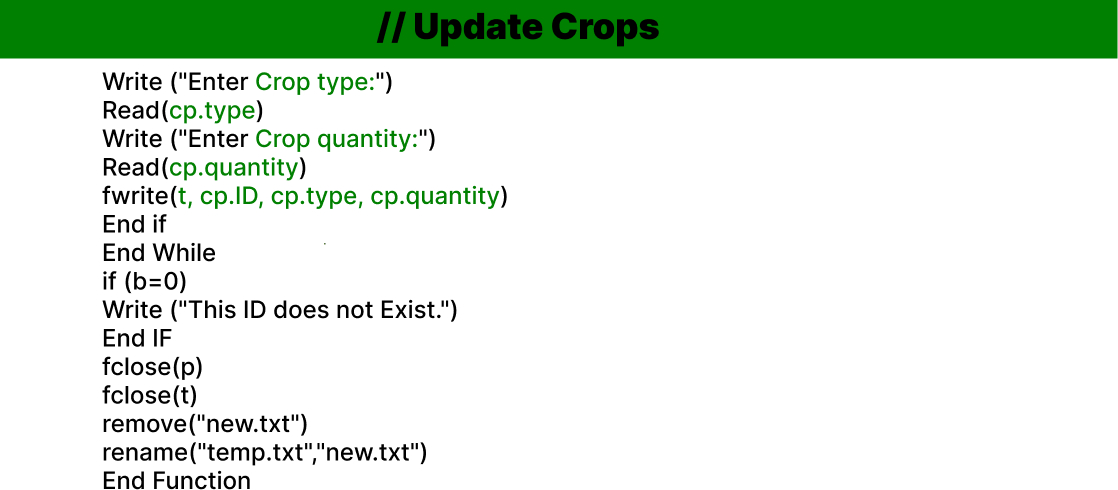 // Update Crops
Write ("Enter Crop type:")
Read(cp.type)
Write ("Enter Crop quantity:")
Read(cp.quantity)
fwrite(t, cp.ID, cp.type, cp.quantity)
End if
End While
if (b=0)
Write ("This ID does not Exist.")
End IF
fclose(p)
fclose(t)
remove("new.txt")
rename("temp.txt","new.txt")
End Function